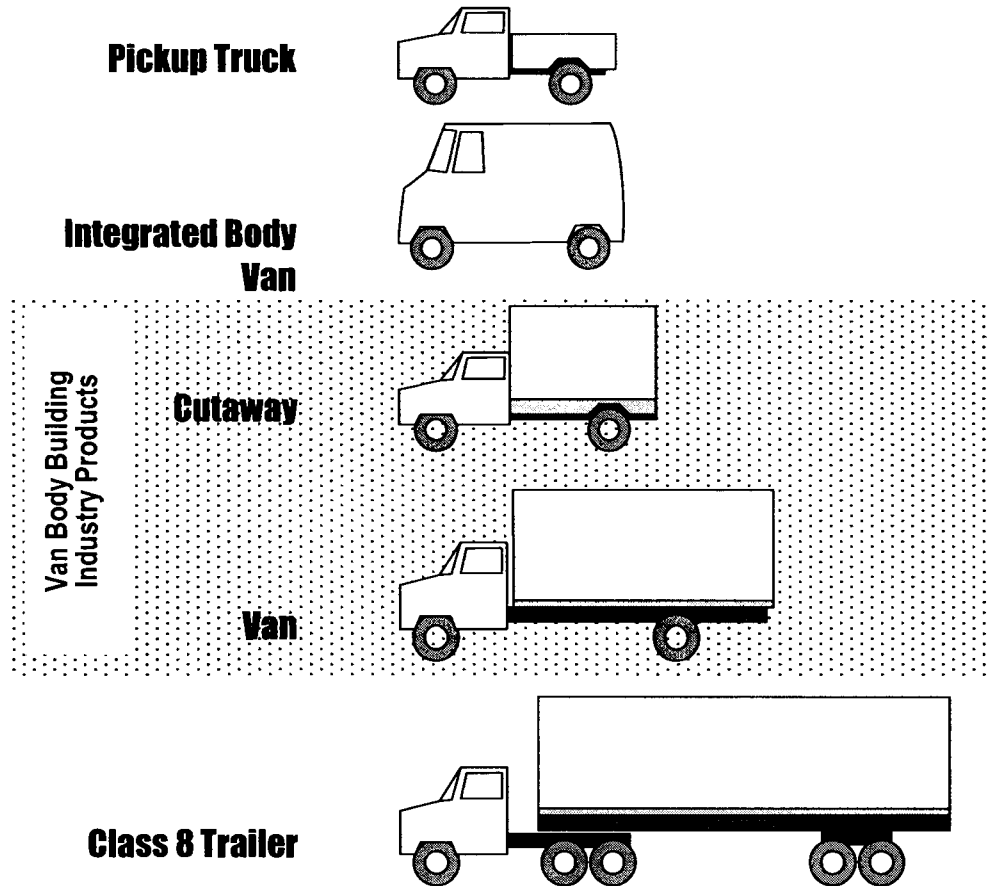 Pickup Truck
Integrated Body
Van
Van Body Building
Industry Products
Cutaway
Van
Class 8 Trailer